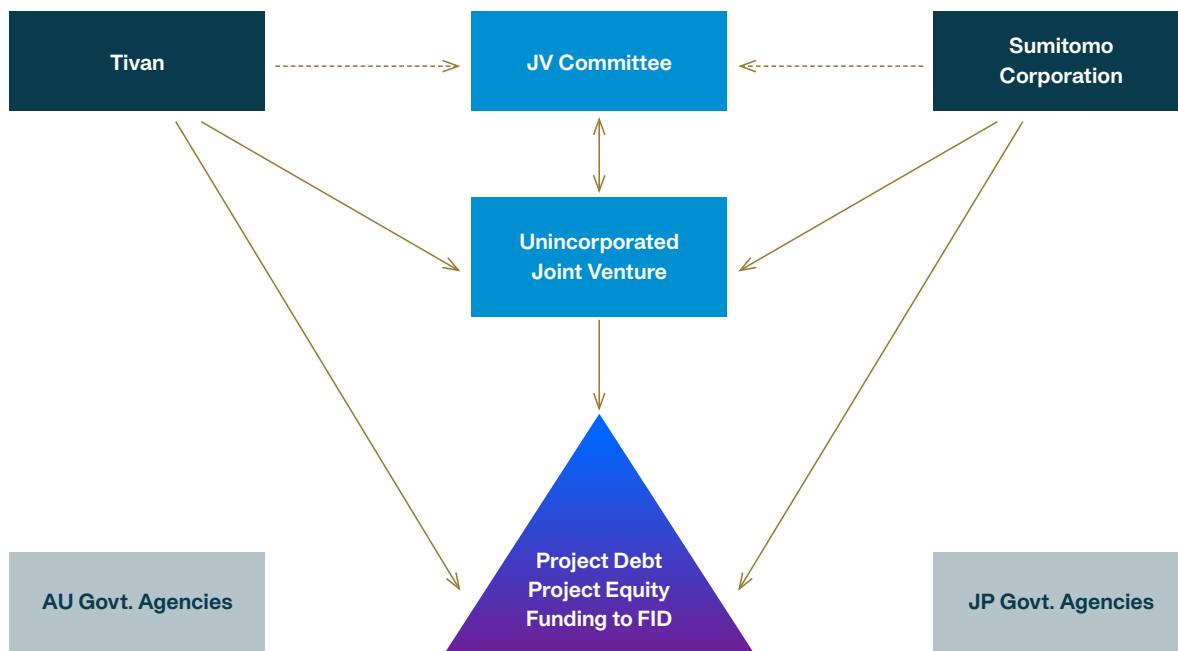 Tivan
JV Committee
Sumitomo
Corporation
Unincorporated
Joint Venture
Project Debt
Project Equity
Funding to FID
AU Govt. Agencies
JP Govt. Agencies